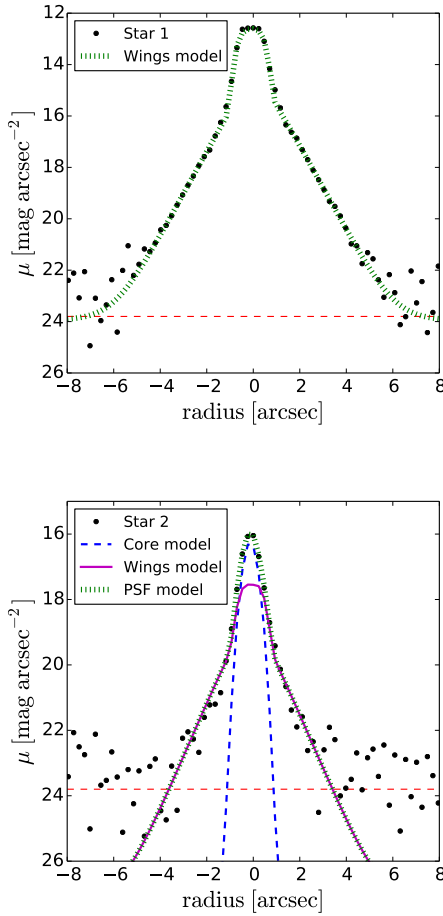 12
14
16
18
20
22
24
26
μ [mag arcsec⁻²]
Star 1
Wings model
−8 −6 −4 −2 0 2 4 6 8
radius [arcsec]
16
18
20
22
24
26
μ [mag arcsec⁻²]
Star 2
Core model
Wings model
PSF model
−8 −6 −4 −2 0 2 4 6 8
radius [arcsec]